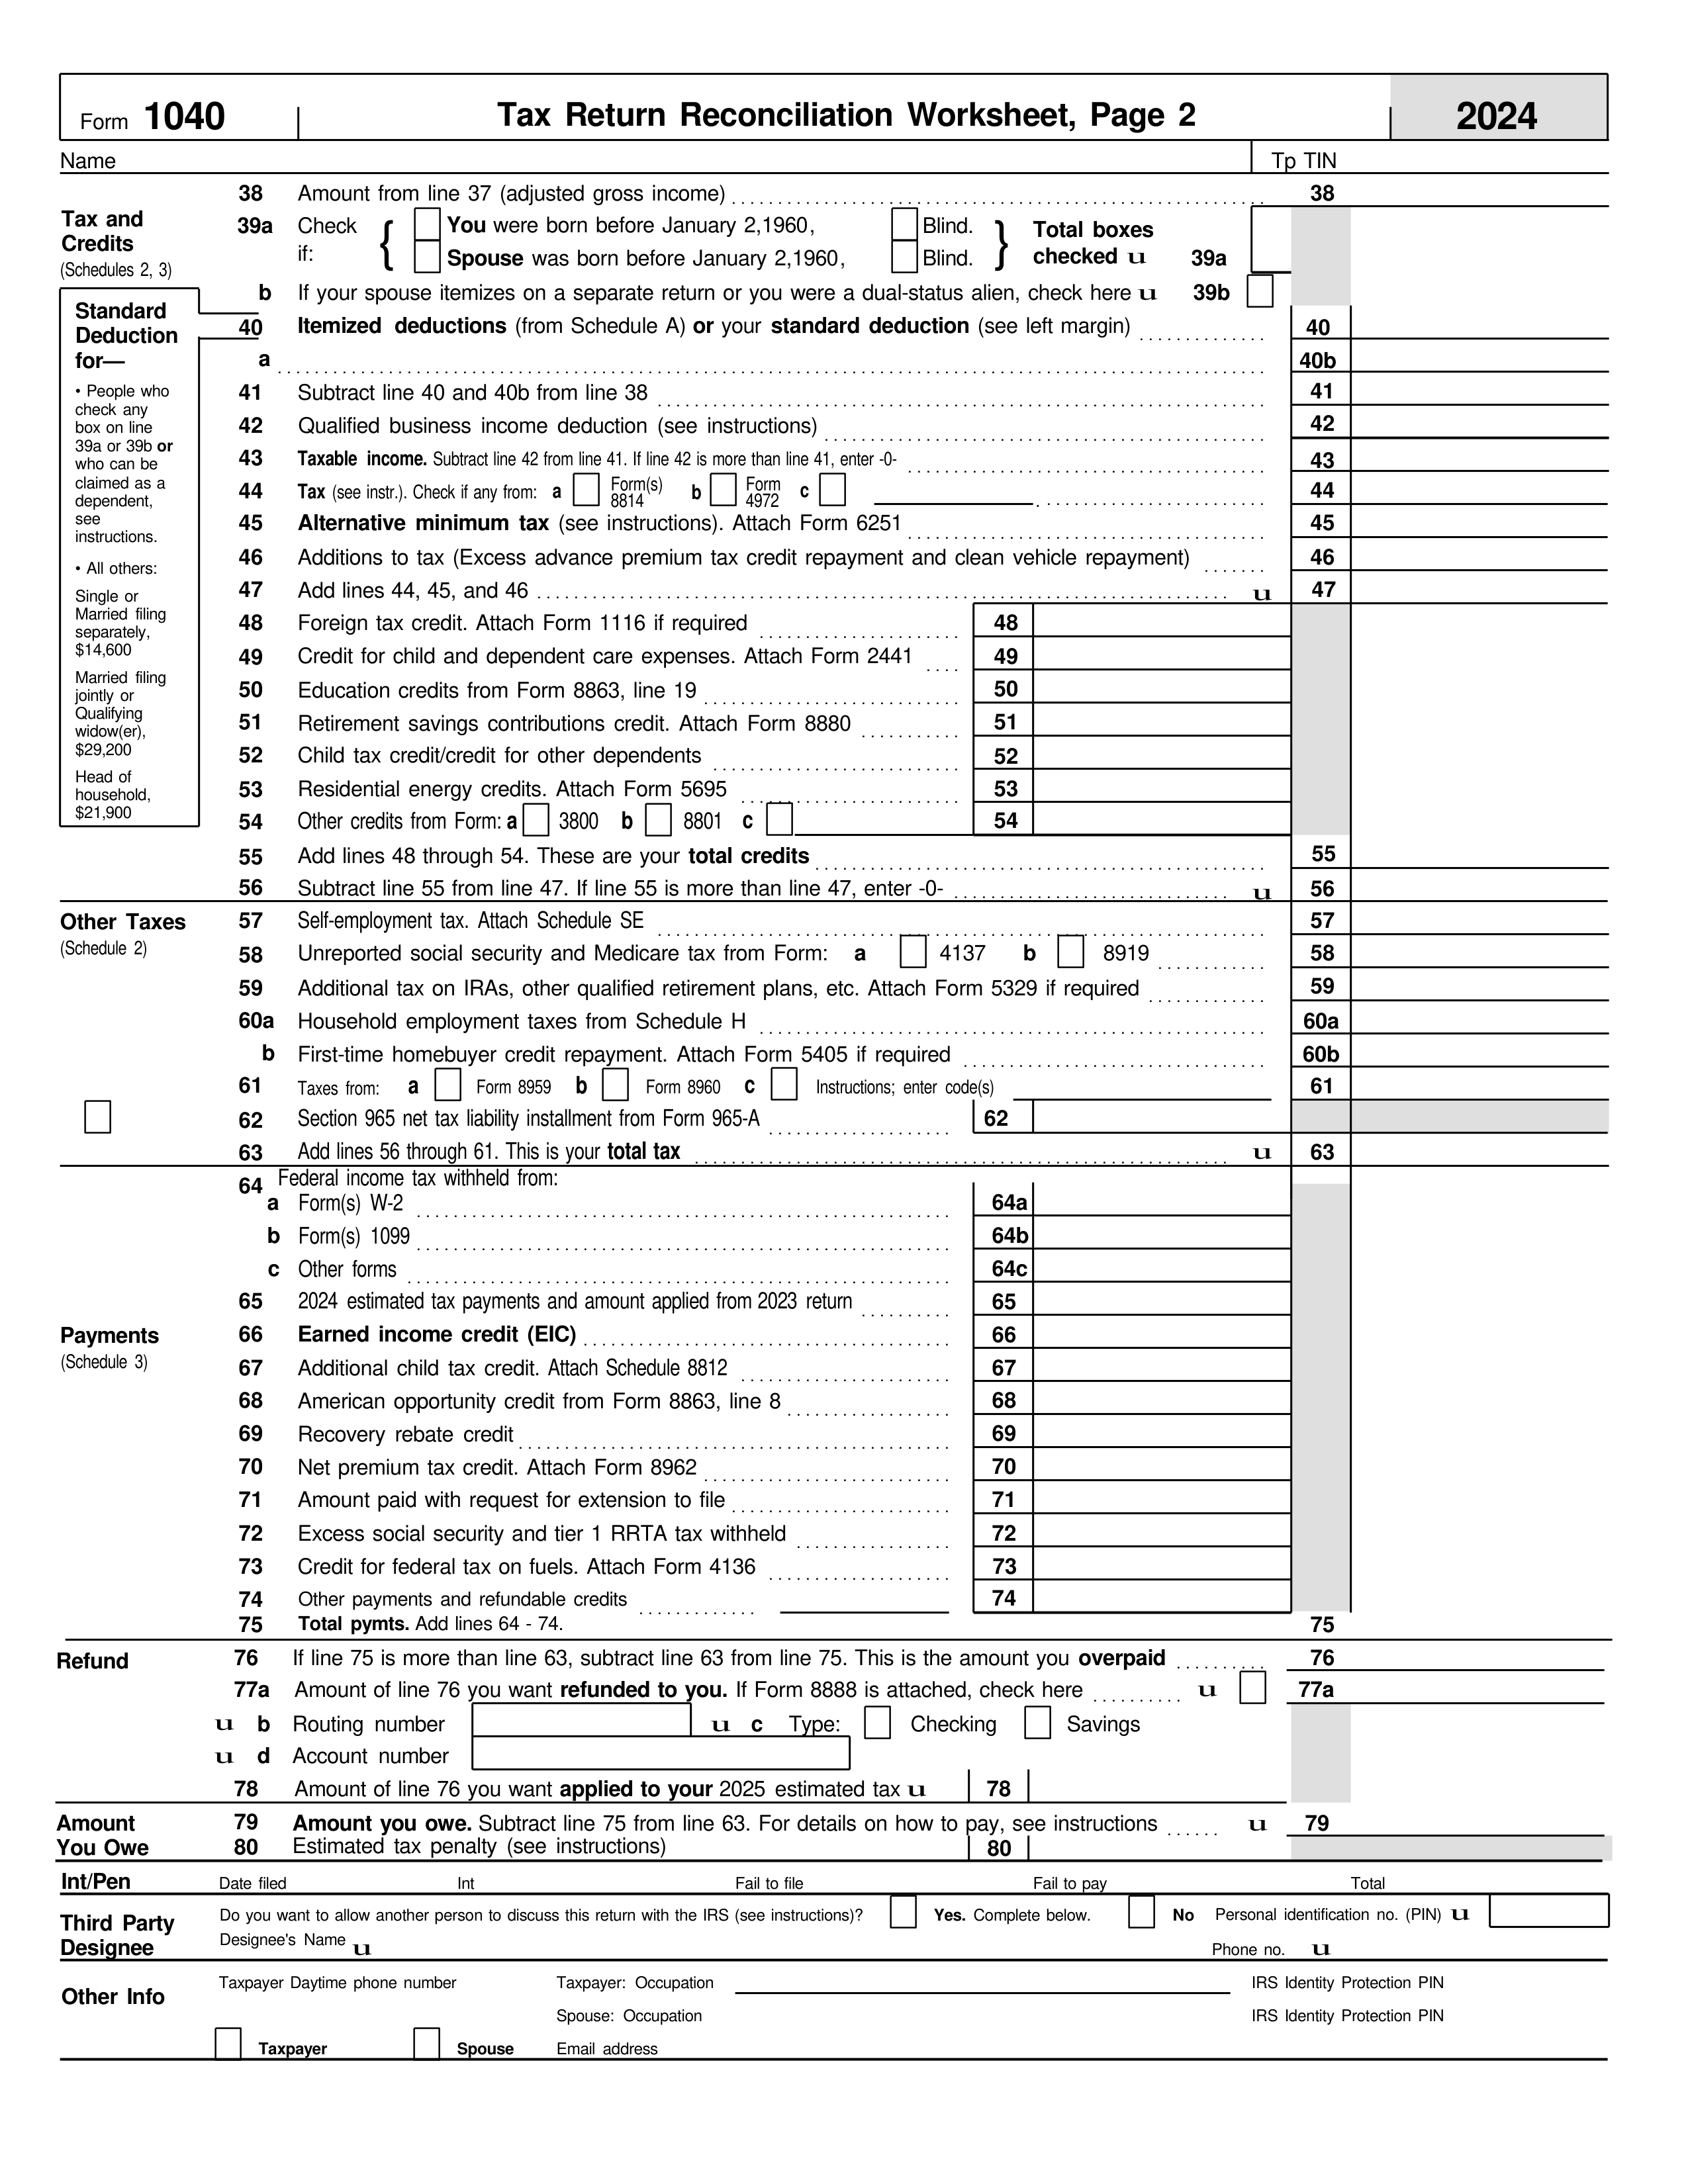 Form 1040 Tax Return Reconciliation Worksheet, Page 2 2024
Name Tp TIN
Tax and
Credits
(Schedules 2, 3)
38 Amount from line 37 (adjusted gross income) 38
39a Check if: { You were born before January 2,1960, Blind. } Total boxes
Spouse was born before January 2,1960, Blind. checked u 39a
b If your spouse itemizes on a separate return or you were a dual-status alien, check here u 39b
Standard
Deduction
for—
• People who
check any
box on line
39a or 39b or
who can be
claimed as a
dependent,
see
instructions.
• All others:
Single or
Married filing
separately,
$14,600
Married filing
jointly or
Qualifying
widow(er),
$29,200
Head of
household,
$21,900
40 Itemized deductions (from Schedule A) or your standard deduction (see left margin) 40
a 40b
41 Subtract line 40 and 40b from line 38 41
42 Qualified business income deduction (see instructions) 42
43 Taxable income. Subtract line 42 from line 41. If line 42 is more than line 41, enter -0- 43
44 Tax (see instr.). Check if any from: a Form(s) 8814 b Form 4972 c 44
45 Alternative minimum tax (see instructions). Attach Form 6251 45
46 Additions to tax (Excess advance premium tax credit repayment and clean vehicle repayment) 46
47 Add lines 44, 45, and 46 u 47
48 Foreign tax credit. Attach Form 1116 if required 48
49 Credit for child and dependent care expenses. Attach Form 2441 49
50 Education credits from Form 8863, line 19 50
51 Retirement savings contributions credit. Attach Form 8880 51
52 Child tax credit/credit for other dependents 52
53 Residential energy credits. Attach Form 5695 53
54 Other credits from Form: a 3800 b 8801 c 54
55 Add lines 48 through 54. These are your total credits 55
56 Subtract line 55 from line 47. If line 55 is more than line 47, enter -0- u 56
Other Taxes
(Schedule 2)
57 Self-employment tax. Attach Schedule SE 57
58 Unreported social security and Medicare tax from Form: a 4137 b 8919 58
59 Additional tax on IRAs, other qualified retirement plans, etc. Attach Form 5329 if required 59
60a Household employment taxes from Schedule H 60a
b First-time homebuyer credit repayment. Attach Form 5405 if required 60b
61 Taxes from: a Form 8959 b Form 8960 c Instructions; enter code(s) 61
62 Section 965 net tax liability installment from Form 965-A 62
63 Add lines 56 through 61. This is your total tax u 63
64 Federal income tax withheld from:
a Form(s) W-2 64a
b Form(s) 1099 64b
c Other forms 64c
65 2024 estimated tax payments and amount applied from 2023 return 65
Payments
(Schedule 3)
66 Earned income credit (EIC) 66
67 Additional child tax credit. Attach Schedule 8812 67
68 American opportunity credit from Form 8863, line 8 68
69 Recovery rebate credit 69
70 Net premium tax credit. Attach Form 8962 70
71 Amount paid with request for extension to file 71
72 Excess social security and tier 1 RRTA tax withheld 72
73 Credit for federal tax on fuels. Attach Form 4136 73
74 Other payments and refundable credits 74
75 Total pymts. Add lines 64 - 74. 75
Refund 76 If line 75 is more than line 63, subtract line 63 from line 75. This is the amount you overpaid 76
77a Amount of line 76 you want refunded to you. If Form 8888 is attached, check here u 77a
u b Routing number u c Type: Checking Savings
u d Account number
78 Amount of line 76 you want applied to your 2025 estimated tax u 78
Amount 79 Amount you owe. Subtract line 75 from line 63. For details on how to pay, see instructions u 79
You Owe 80 Estimated tax penalty (see instructions) 80
Int/Pen Date filed Int Fail to file Fail to pay Total
Third Party Do you want to allow another person to discuss this return with the IRS (see instructions)? Yes. Complete below. No Personal identification no. (PIN) u
Designee Designee's Name u Phone no. u
Other Info Taxpayer Daytime phone number Taxpayer: Occupation IRS Identity Protection PIN
Spouse: Occupation IRS Identity Protection PIN
Taxpayer Spouse Email address